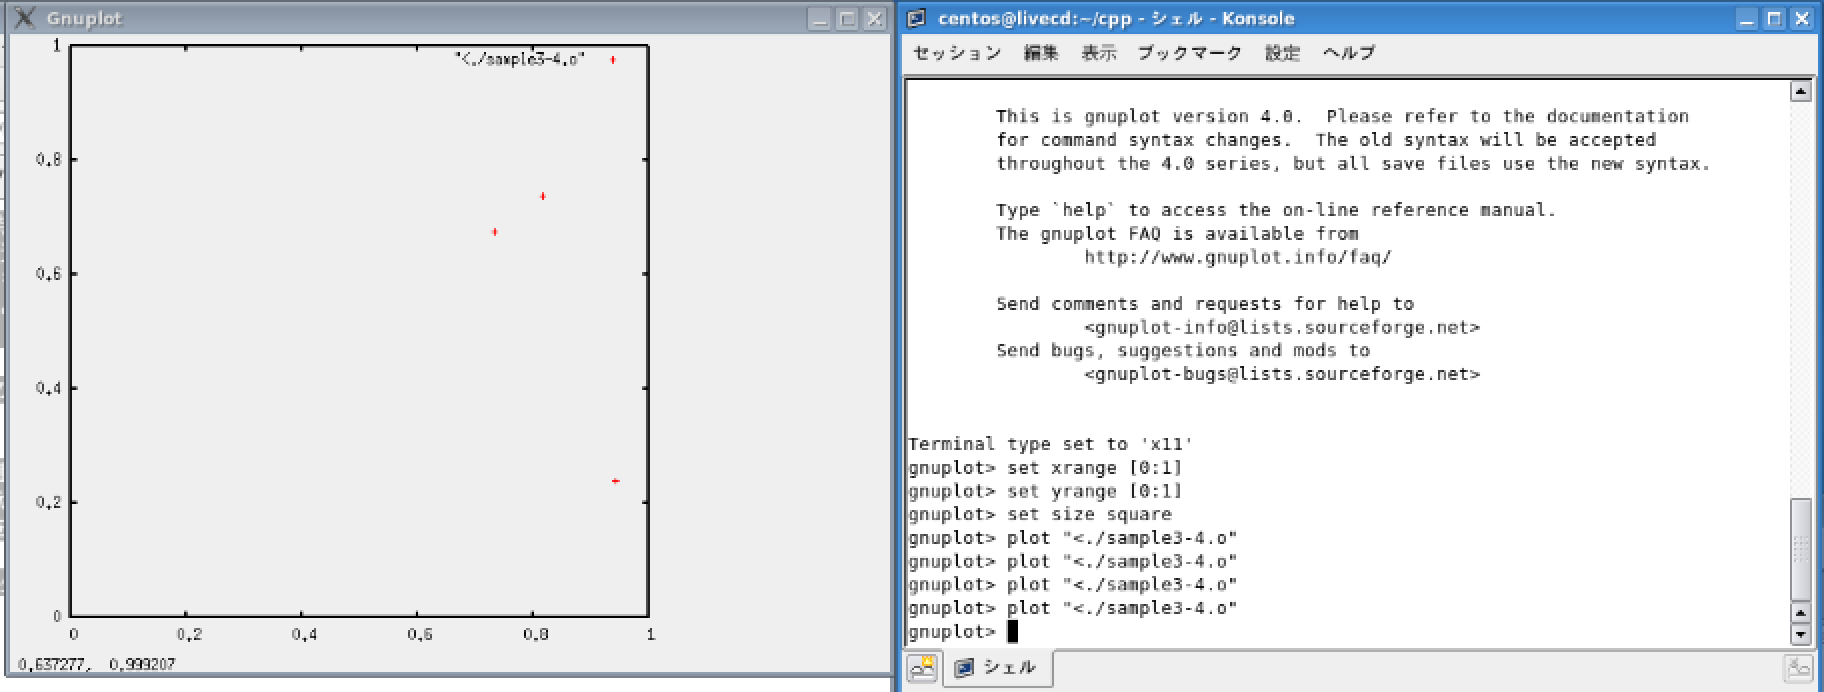 Gnuplot
1
"<./sample3-4.o"
0.8
0.6
0.4
0.2
0
0 0.2 0.4 0.6 0.8 1
0.637277, 0.999207
centos@livecd:~/cpp - シェル - Konsole
セッション 編集 表示 ブックマーク 設定 ヘルプ
This is gnuplot version 4.0. Please refer to the documentation
for command syntax changes. The old syntax will be accepted
throughout the 4.0 series, but all save files use the new syntax.
Type `help` to access the on-line reference manual.
The gnuplot FAQ is available from
http://www.gnuplot.info/faq/
Send comments and requests for help to
<gnuplot-info@lists.sourceforge.net>
Send bugs, suggestions and mods to
<gnuplot-bugs@lists.sourceforge.net>
Terminal type set to 'x11'
gnuplot> set xrange [0:1]
gnuplot> set yrange [0:1]
gnuplot> set size square
gnuplot> plot "<./sample3-4.o"
gnuplot> plot "<./sample3-4.o"
gnuplot> plot "<./sample3-4.o"
gnuplot> plot "<./sample3-4.o"
gnuplot>
シェル